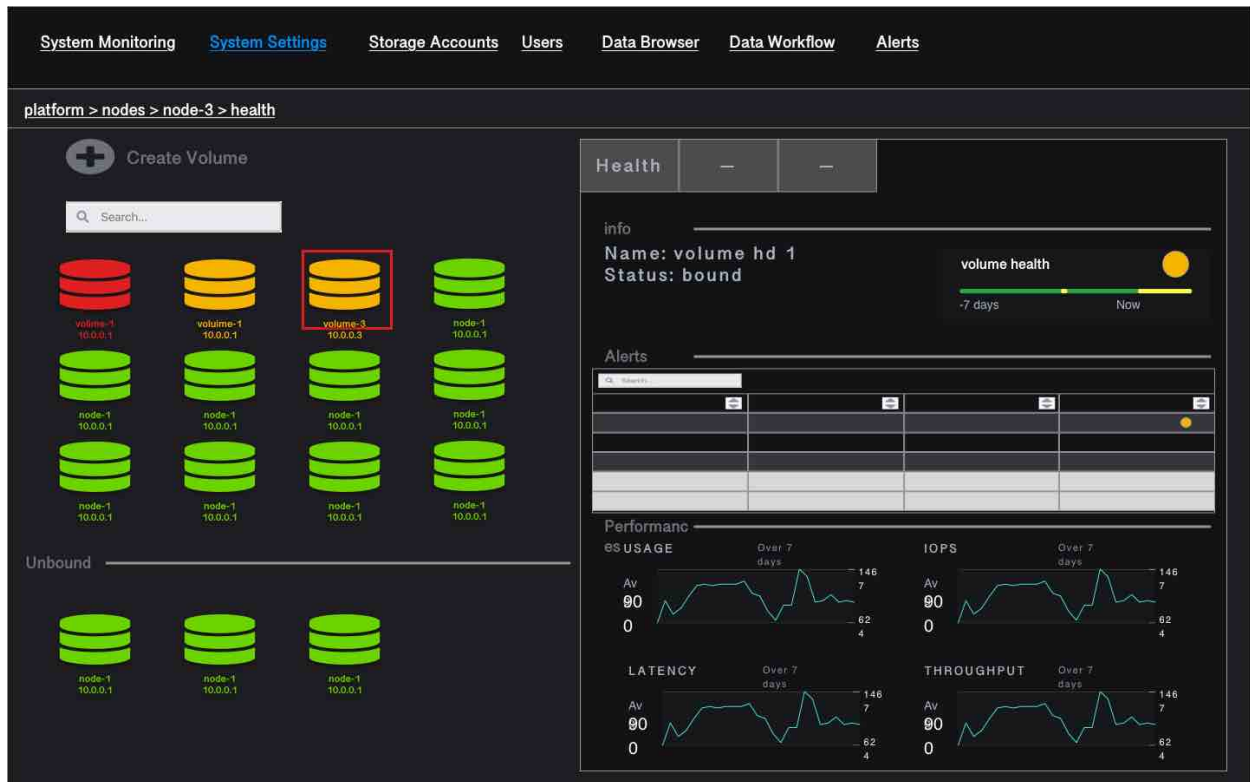 System Monitoring System Settings Storage Accounts Users Data Browser Data Workflow Alerts
platform > nodes > node-3 > health
Create Volume
Search...
volime-1
10.0.0.1
voluime-1
10.0.0.1
volume-3
10.0.0.3
node-1
10.0.0.1
node-1
10.0.0.1
node-1
10.0.0.1
node-1
10.0.0.1
node-1
10.0.0.1
node-1
10.0.0.1
node-1
10.0.0.1
node-1
10.0.0.1
node-1
10.0.0.1
Unbound
node-1
10.0.0.1
node-1
10.0.0.1
node-1
10.0.0.1
Health — —
info
Name: volume hd 1
Status: bound
volume health
-7 days Now
Alerts
Performanc
es
USAGE
Over 7
days
146
7
Av
90
0
62
4
IOPS
Over 7
days
146
7
Av
90
0
62
4
LATENCY
Over 7
days
146
7
Av
90
0
62
4
THROUGHPUT
Over 7
days
146
7
Av
90
0
62
4